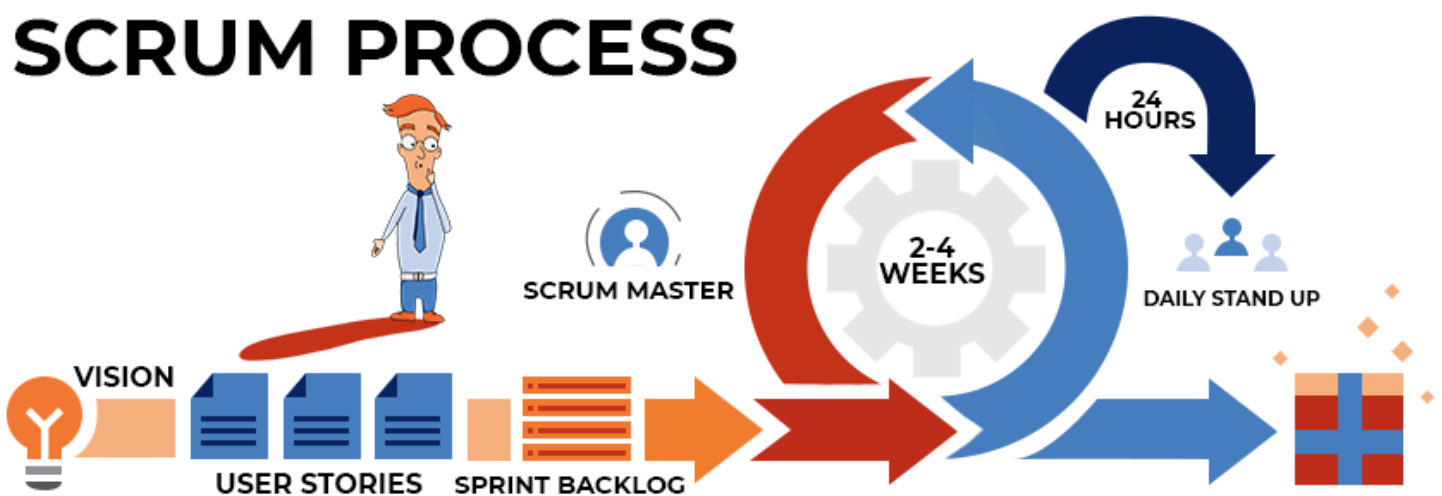 SCRUM PROCESS
24
HOURS
2-4
WEEKS
SCRUM MASTER
DAILY STAND UP
VISION
USER STORIES
SPRINT BACKLOG